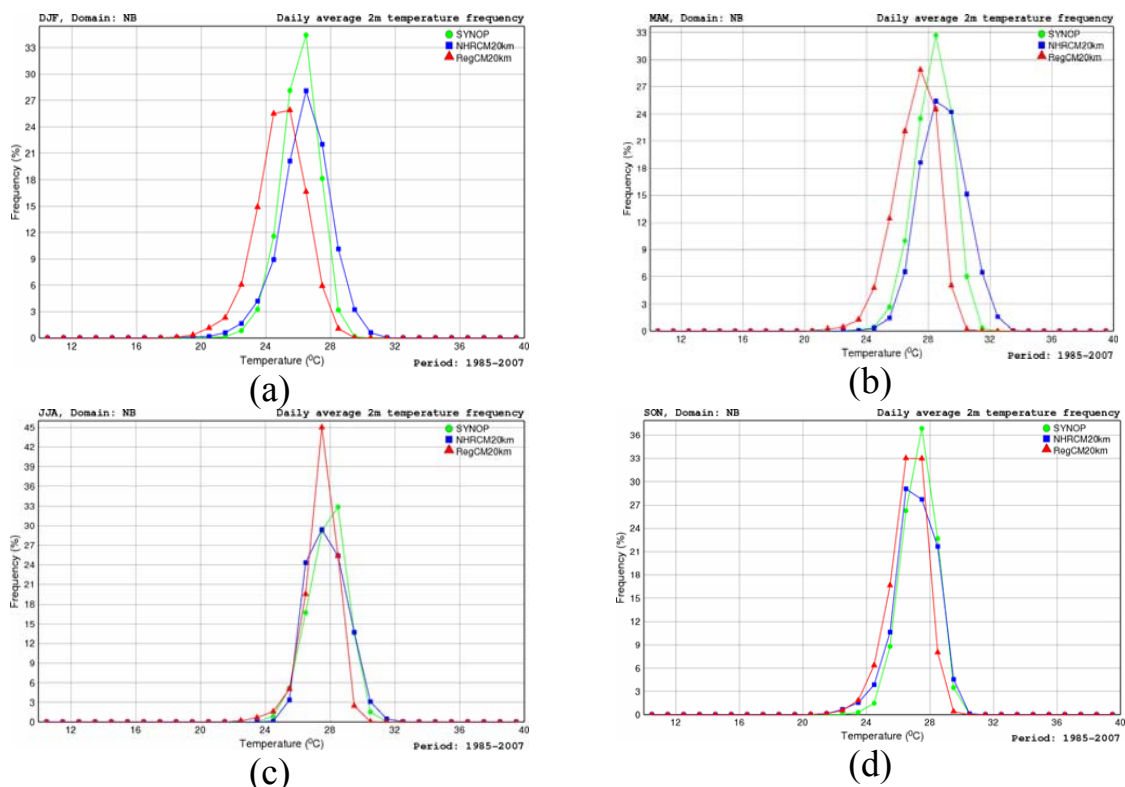 DJF, Domain: NB Daily average 2m temperature frequency
SYNOP
NHRCM20km
RegCM20km
33
30
27
24
21
18
15
12
9
6
3
0
Frequency (%)
12 16 20 24 28 32 36 40
Temperature (⁰C)
Period: 1985-2007
(a)
MAM, Domain: NB Daily average 2m temperature frequency
SYNOP
NHRCM20km
RegCM20km
33
30
27
24
21
18
15
12
9
6
3
0
Frequency (%)
12 16 20 24 28 32 36 40
Temperature (⁰C)
Period: 1985-2007
(b)
JJA, Domain: NB Daily average 2m temperature frequency
SYNOP
NHRCM20km
RegCM20km
45
42
39
36
33
30
27
24
21
18
15
12
9
6
3
0
Frequency (%)
12 16 20 24 28 32 36 40
Temperature (⁰C)
Period: 1985-2007
(c)
SON, Domain: NB Daily average 2m temperature frequency
SYNOP
NHRCM20km
RegCM20km
36
33
30
27
24
21
18
15
12
9
6
3
0
Frequency (%)
12 16 20 24 28 32 36 40
Temperature (⁰C)
Period: 1985-2007
(d)